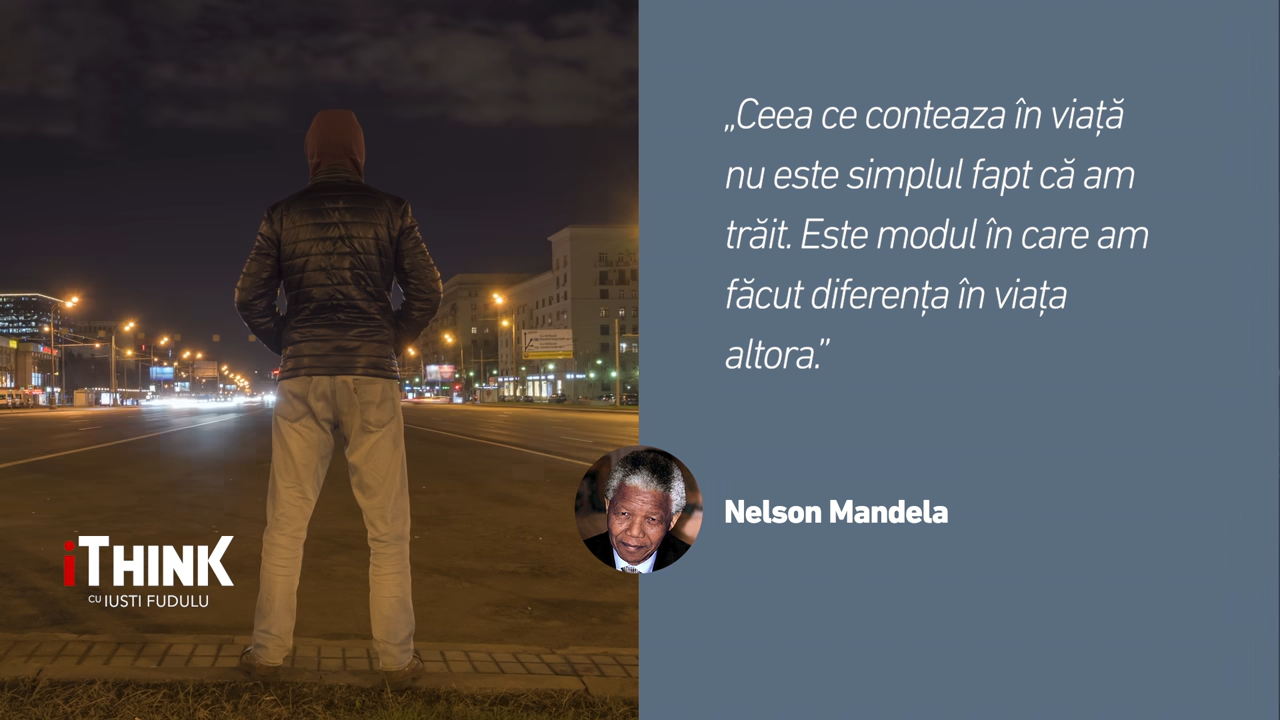 „Ceea ce conteaza în viață
nu este simplul fapt că am
trăit. Este modul în care am
făcut diferența în viața
altora.”
Nelson Mandela
iTHINK
CU IUSTI FUDULU